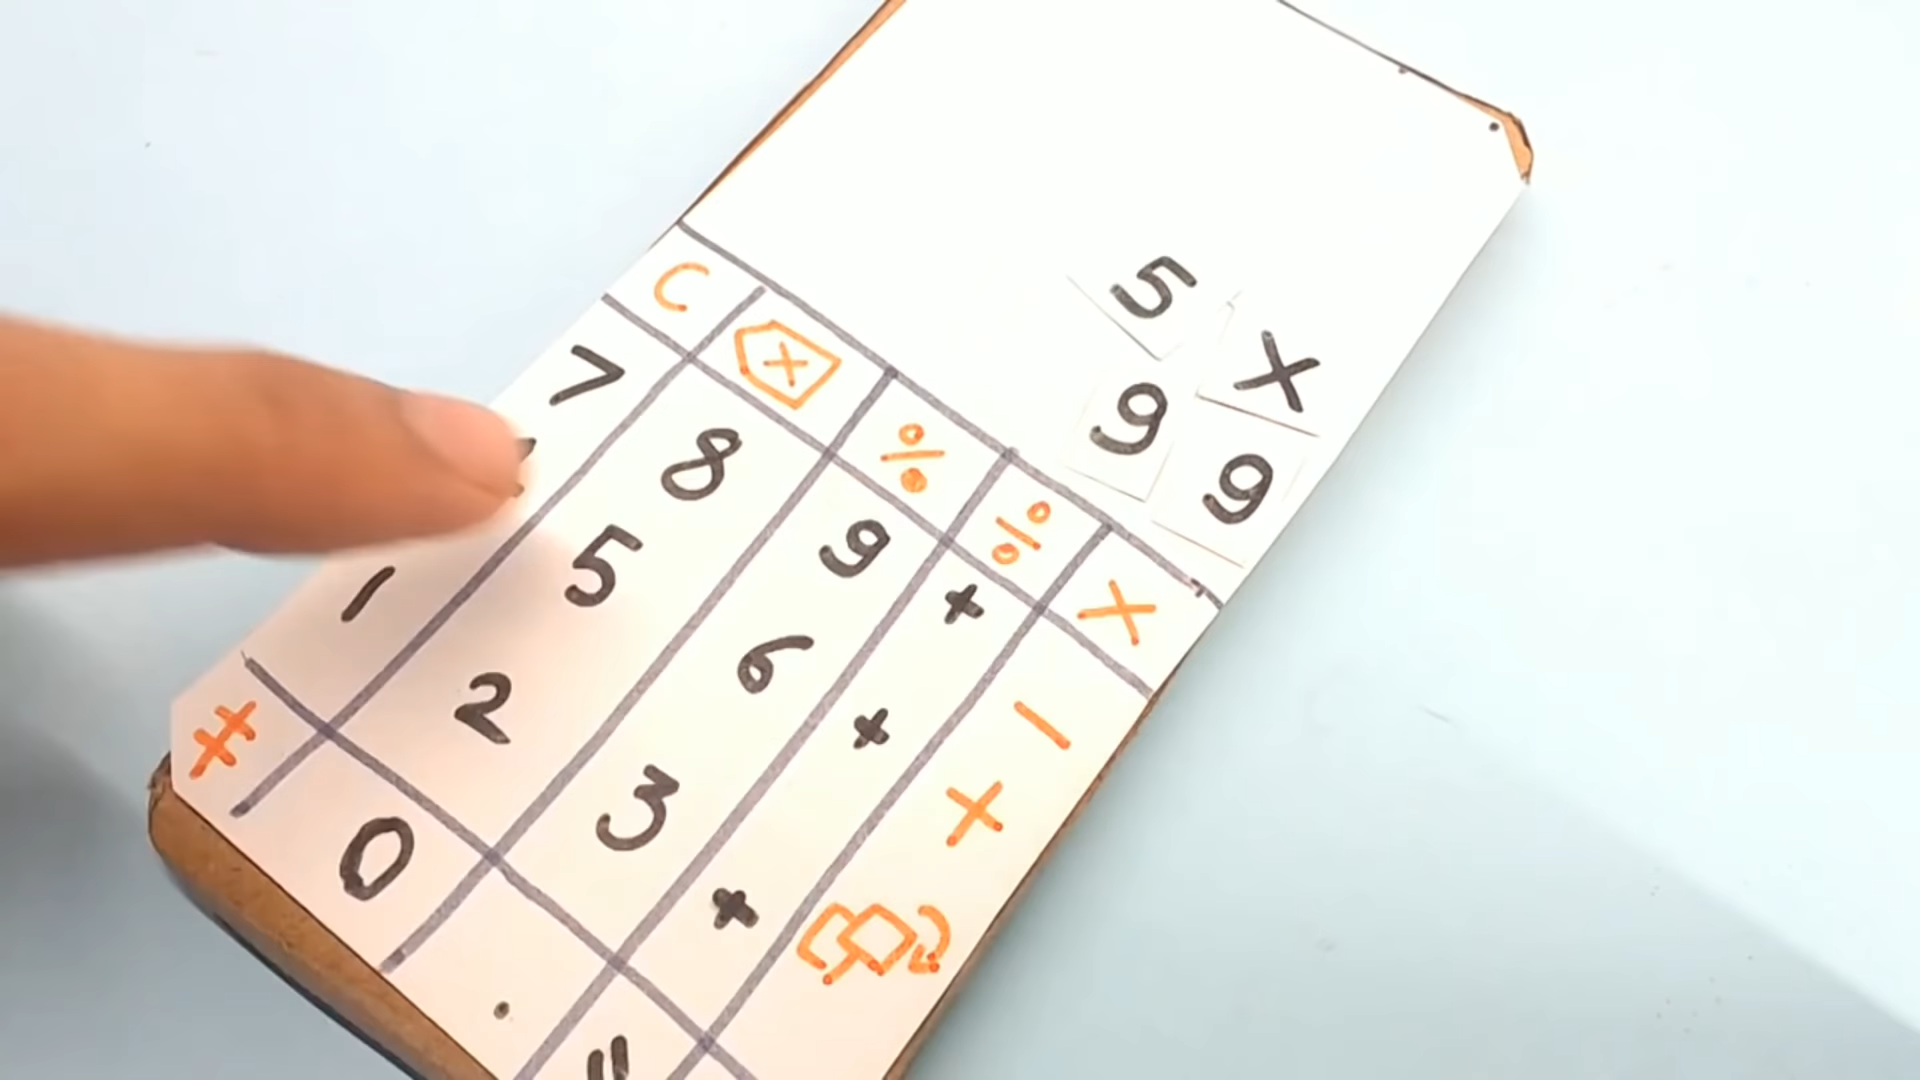 5 ×
9 9
C ⌫ % ÷ ×
7 8 9 + −
5 6 + +
1 2 3 +
‡ 0 . =